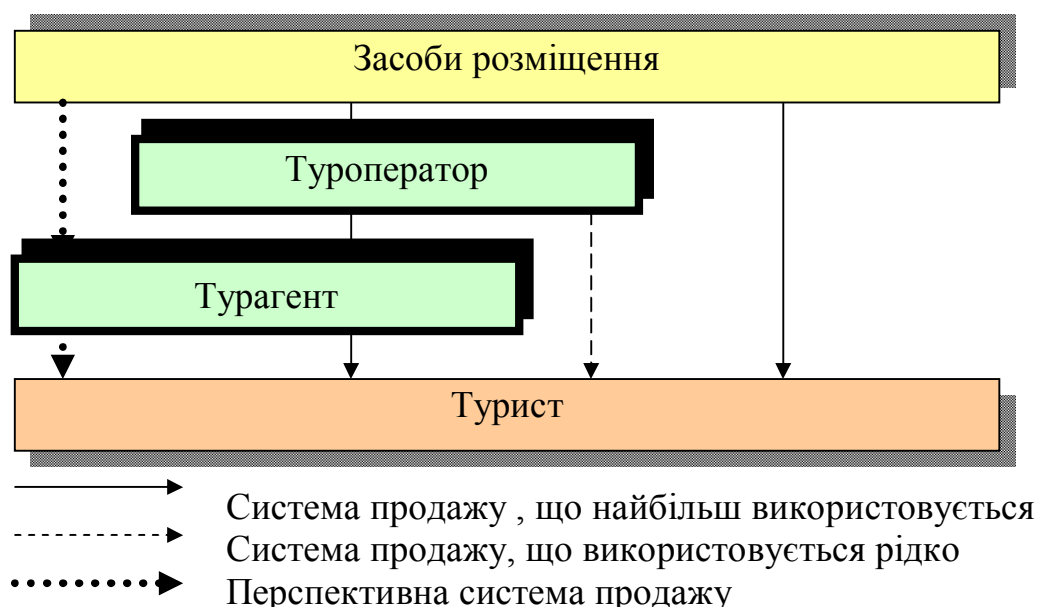 Засоби розміщення
Туроператор
Турагент
Турист
Система продажу , що найбільш використовується
Система продажу, що використовується рідко
Перспективна система продажу